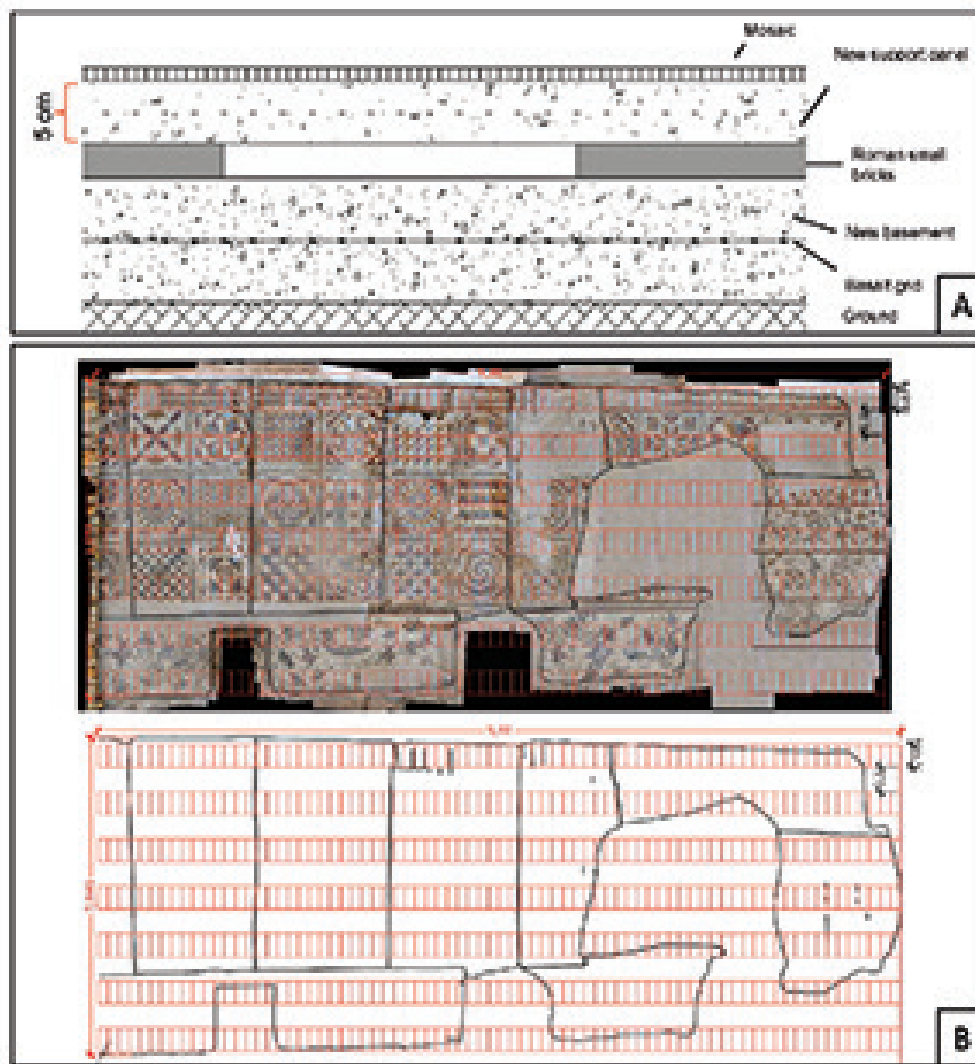 Mosaic
New support panel
5 cm
Roman small
bricks
New basement
Basalt grid
Ground
A
B